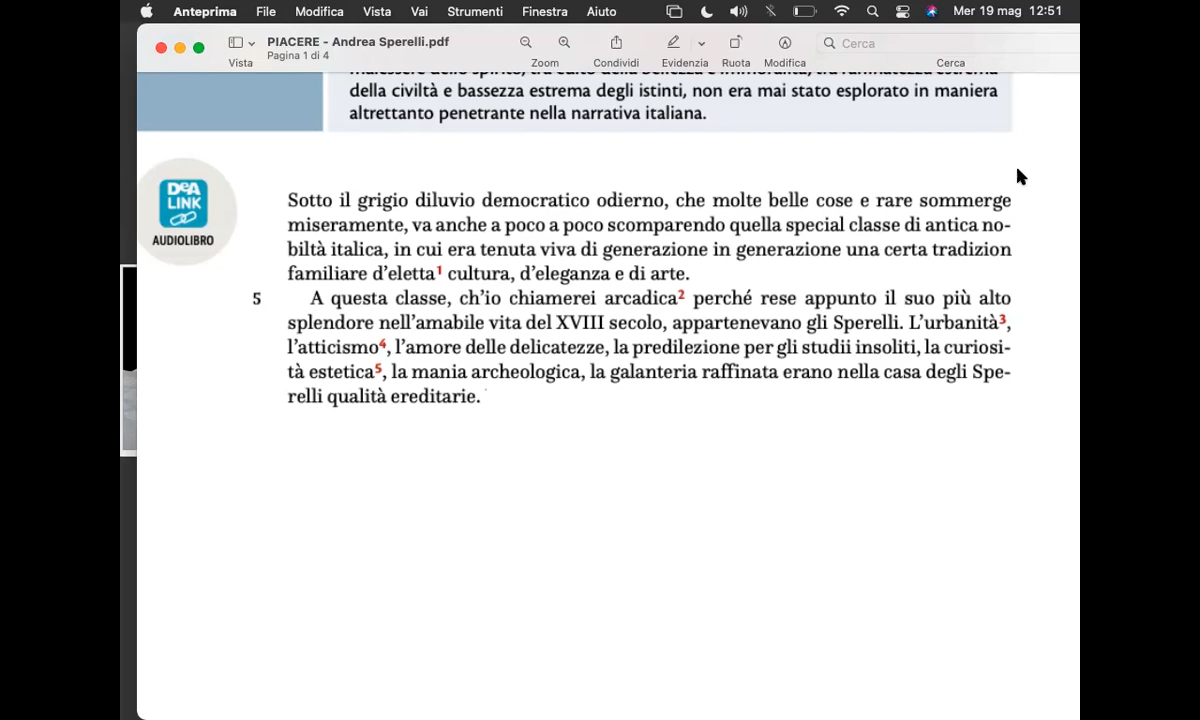 Anteprima File Modifica Vista Vai Strumenti Finestra Aiuto Mer 19 mag 12:51
PIACERE - Andrea Sperelli.pdf
Pagina 1 di 4
Cerca
Vista Zoom Condividi Evidenzia Ruota Modifica Cerca
della civiltà e bassezza estrema degli istinti, non era mai stato esplorato in maniera
altrettanto penetrante nella narrativa italiana.
DeA
LINK
AUDIOLIBRO
Sotto il grigio diluvio democratico odierno, che molte belle cose e rare sommerge
miseramente, va anche a poco a poco scomparendo quella special classe di antica no-
biltà italica, in cui era tenuta viva di generazione in generazione una certa tradizion
familiare d'eletta1 cultura, d'eleganza e di arte.
5 A questa classe, ch'io chiamerei arcadica2 perché rese appunto il suo più alto
splendore nell'amabile vita del XVIII secolo, appartenevano gli Sperelli. L'urbanità3,
l'atticismo4, l'amore delle delicatezze, la predilezione per gli studii insoliti, la curiosi-
tà estetica5, la mania archeologica, la galanteria raffinata erano nella casa degli Spe-
relli qualità ereditarie.